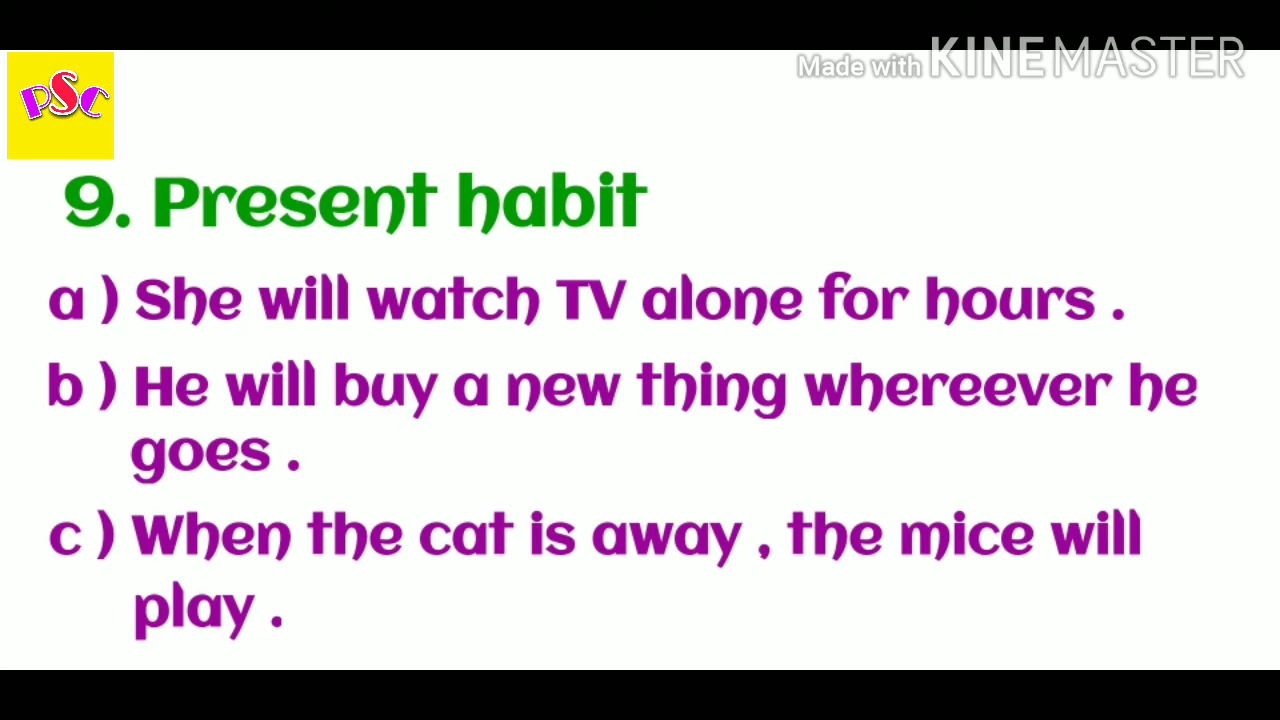 Made with KINEMASTER
PSC
9. Present habit
a ) She will watch TV alone for hours .
b ) He will buy a new thing whereever he
goes .
c ) When the cat is away , the mice will
play .